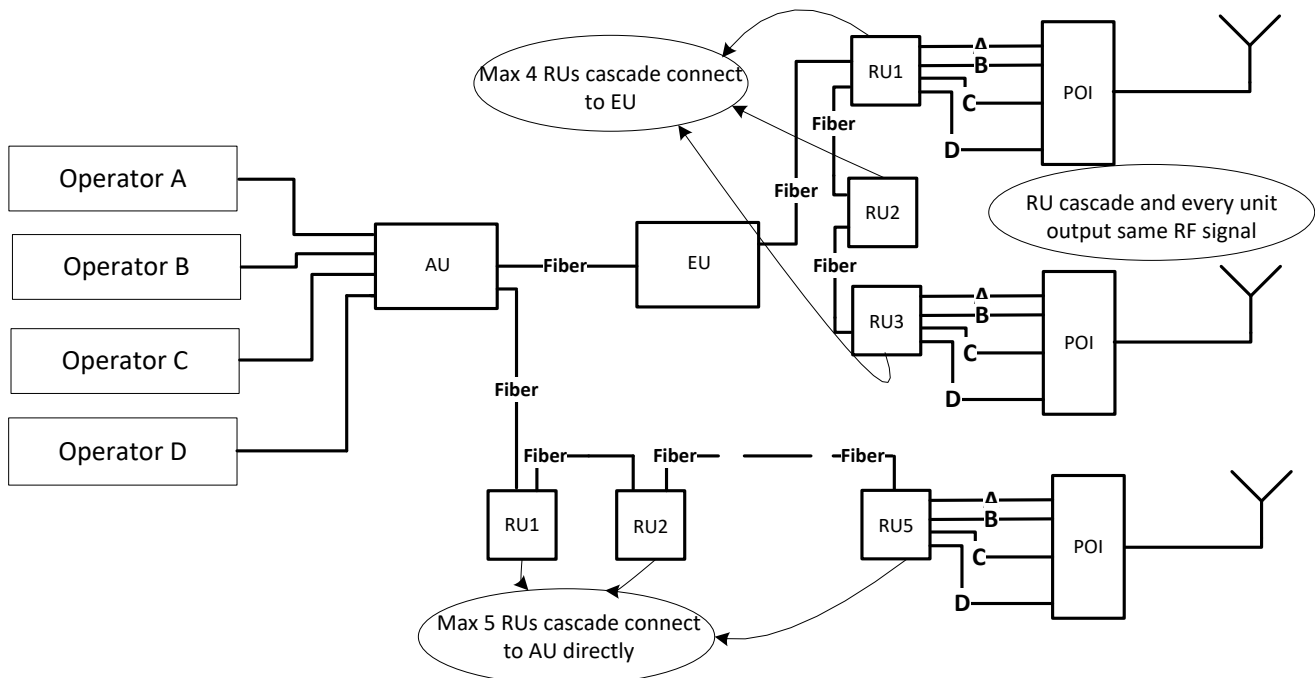 Max 4 RUs cascade connect
to EU
RU1
A
B
C
D
POI
Fiber
Fiber
RU2
RU cascade and every unit
output same RF signal
Operator A
Operator B
Operator C
Operator D
AU
Fiber
EU
Fiber
RU3
A
B
C
D
POI
Fiber
Fiber
Fiber
Fiber
RU1
RU2
RU5
A
B
C
D
POI
Max 5 RUs cascade connect
to AU directly